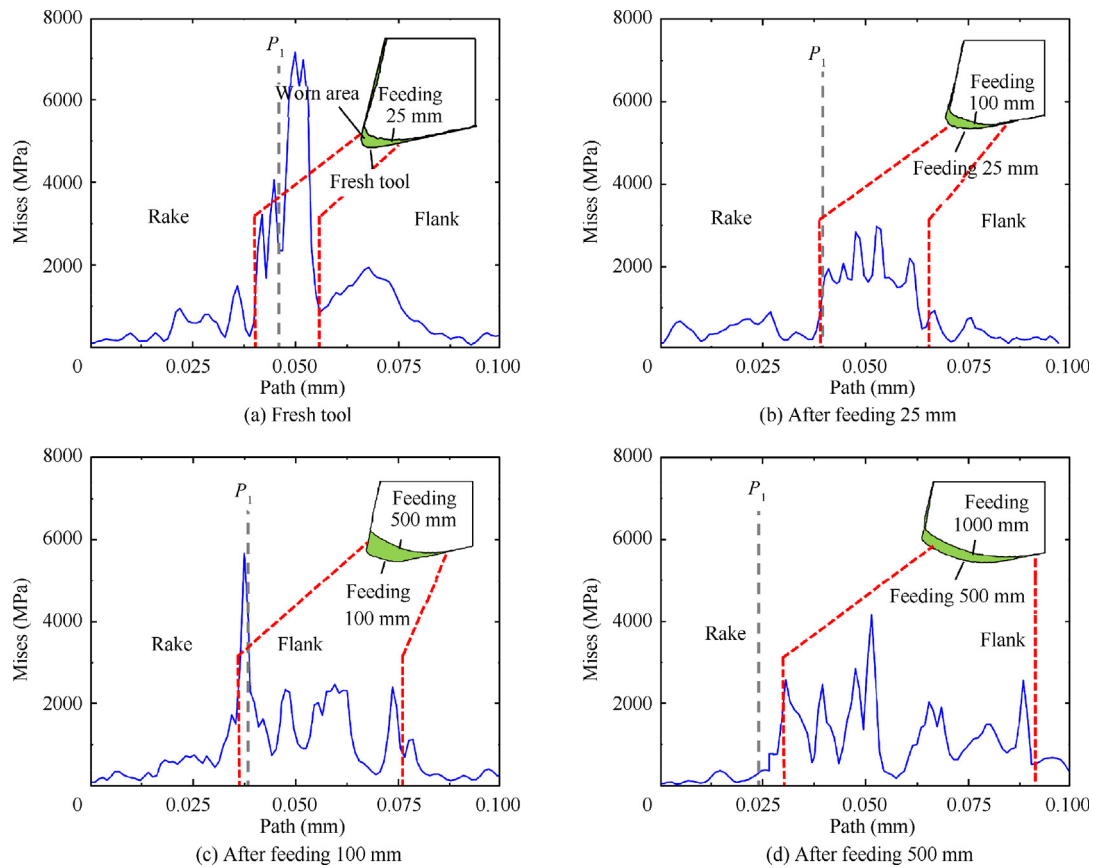 8000
6000
4000
2000
0
Mises (MPa)
P1
Worn area
Feeding
25 mm
Fresh tool
Rake
Flank
0.025
0.050
0.075
0.100
Path (mm)
(a) Fresh tool
8000
6000
4000
2000
0
Mises (MPa)
P1
Feeding
100 mm
Feeding 25 mm
Rake
Flank
0.025
0.050
0.075
0.100
Path (mm)
(b) After feeding 25 mm
8000
6000
4000
2000
0
Mises (MPa)
P1
Feeding
500 mm
Feeding
100 mm
Rake
Flank
0.025
0.050
0.075
0.100
Path (mm)
(c) After feeding 100 mm
8000
6000
4000
2000
0
Mises (MPa)
P1
Feeding
1000 mm
Feeding 500 mm
Rake
Flank
0.025
0.050
0.075
0.100
Path (mm)
(d) After feeding 500 mm